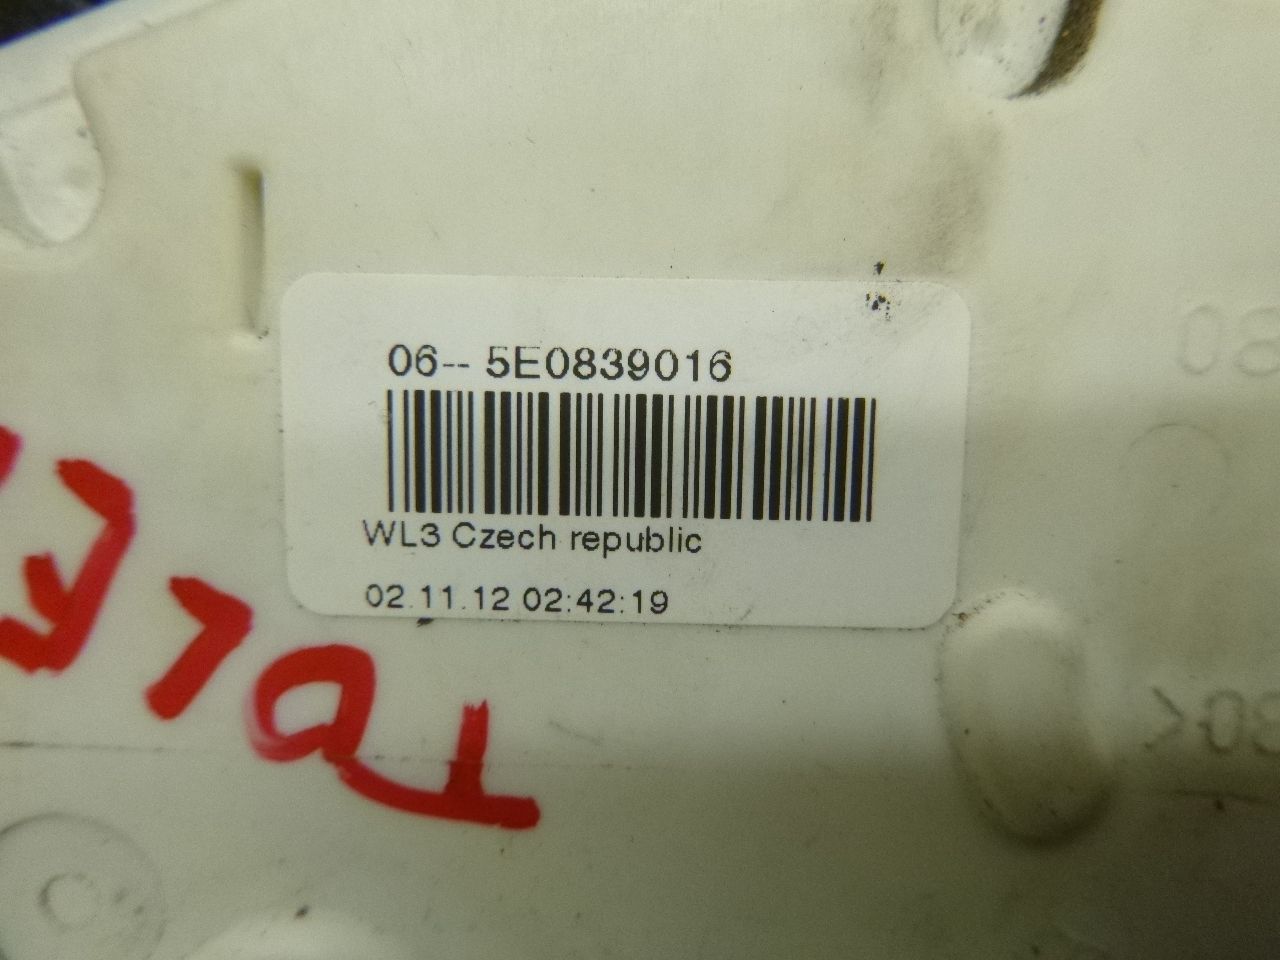 06-- 5E0839016
WL3 Czech republic
02.11.12 02:42:19